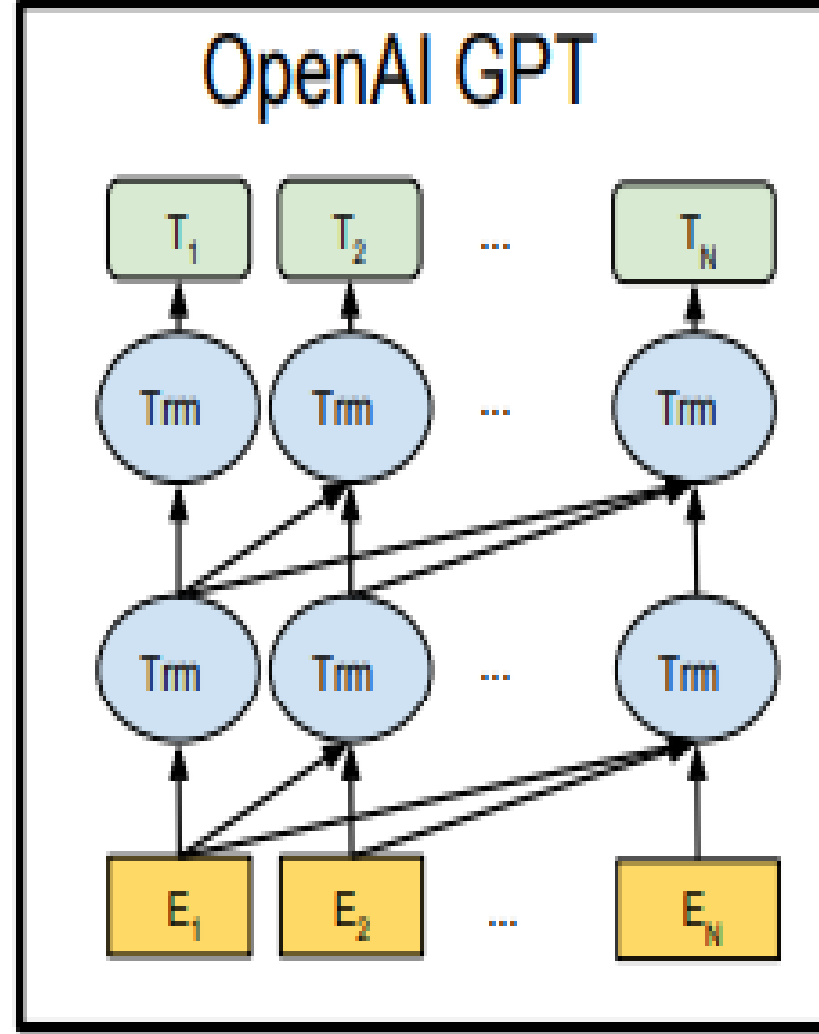 OpenAI GPT
T1 T2 ... TN
Trm Trm ... Trm
Trm Trm ... Trm
E1 E2 ... EN